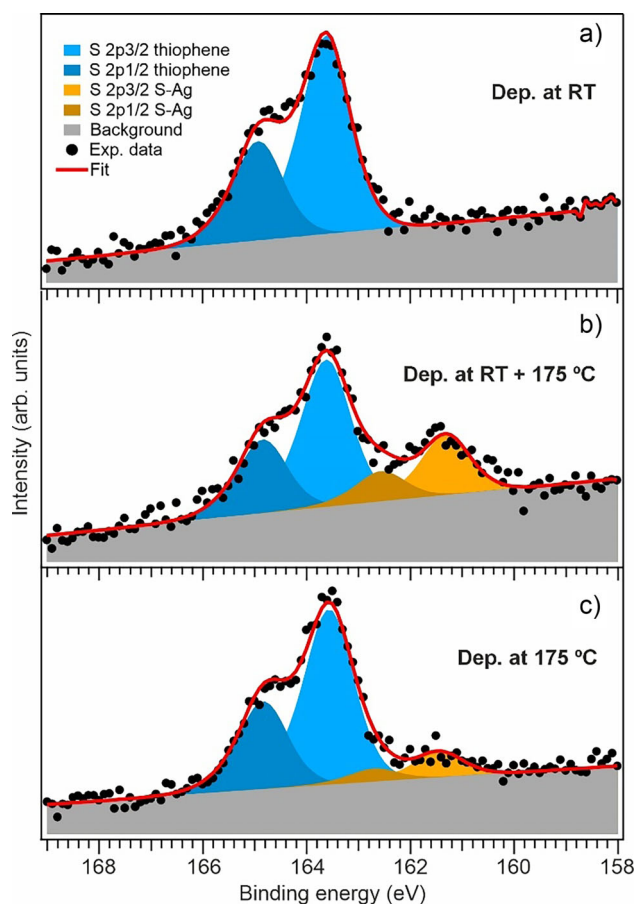 a)
S 2p3/2 thiophene
S 2p1/2 thiophene
S 2p3/2 S-Ag
S 2p1/2 S-Ag
Background
Exp. data
Fit
Dep. at RT
b)
Dep. at RT + 175 ºC
c)
Dep. at 175 ºC
Intensity (arb. units)
168 166 164 162 160 158
Binding energy (eV)